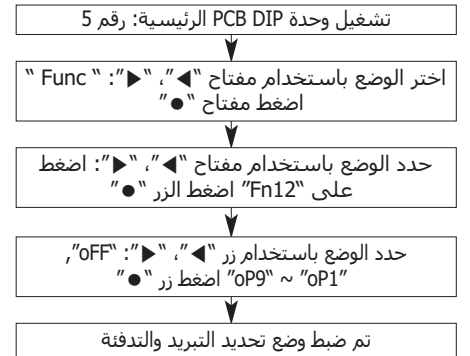 تشغيل وحدة PCB DIP الرئيسية: رقم 5
اختر الوضع باستخدام مفتاح “◀”، “▶”: “ Func “
اضغط مفتاح “●”
حدد الوضع باستخدام مفتاح “◀”، “▶”: اضغط
على “Fn12” اضغط الزر “●”
حدد الوضع باستخدام زر “◀”، “▶”: “oFF”,
“oP1” ~ “oP9” اضغط زر “●”
تم ضبط وضع تحديد التبريد والتدفئة